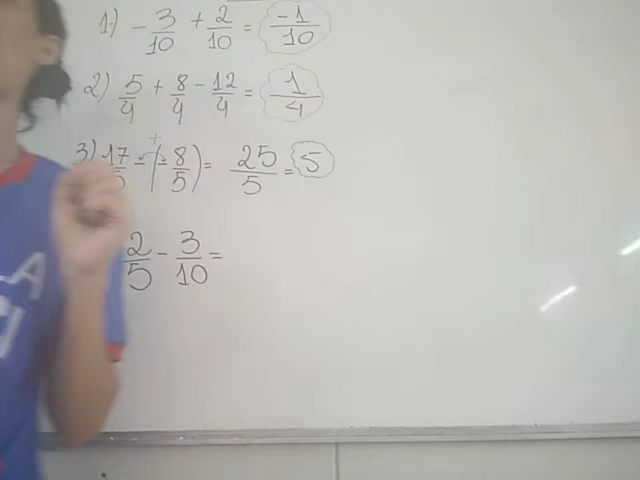 1.) -3/10 + 2/10 = -1/10
2) 5/4 + 8/4 - 12/4 = 1/4
3) 17/5 - (-8/5) = 25/5 = 5
2/5 - 3/10 =